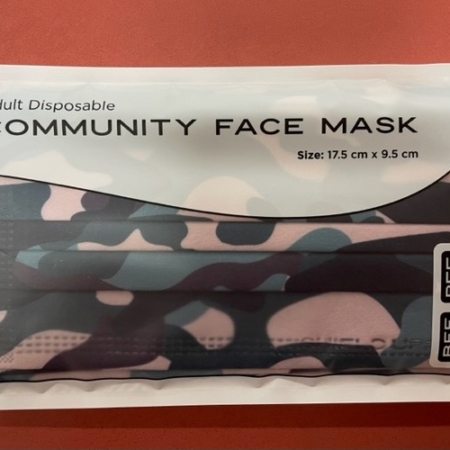 dult Disposable
COMMUNITY FACE MASK
Size: 17.5 cm x 9.5 cm